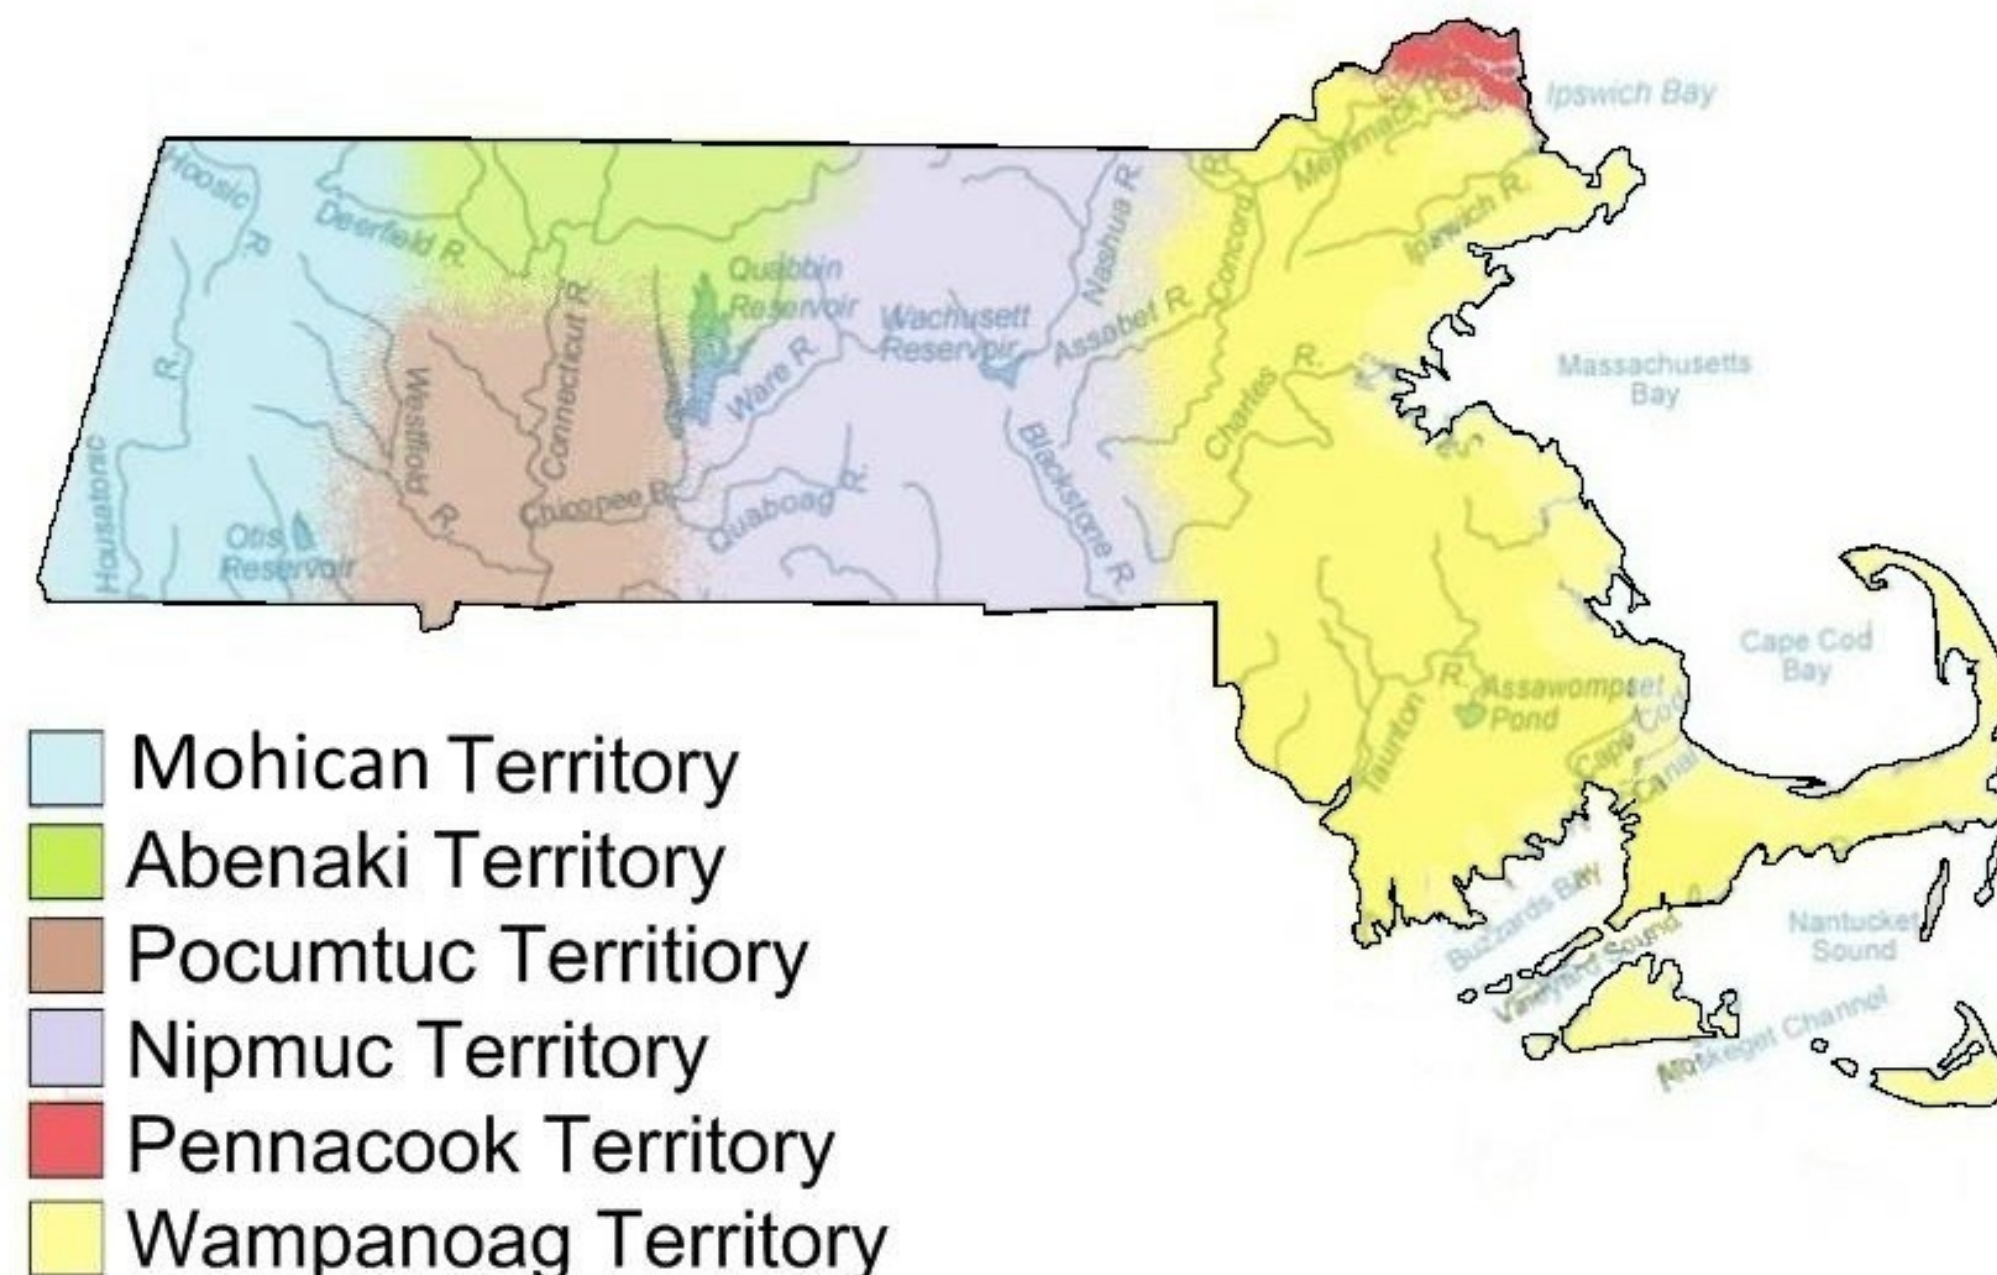 Ipswich Bay
Hoosic
R.
Deerfield R.
Merrimack R.
Concord
R.
Ipswich R.
Nashua R.
Quabbin
Reservoir
Wachusett
Reservoir
Assabet R.
Ware R.
Connecticut R.
Westfield
R.
R.
Charles R.
Massachusetts
Bay
Blackstone R.
Chicopee R.
Quaboag R.
Housatonic
Otis
Reservoir
Cape Cod
Bay
R.
Taunton
Assawompset
Pond
Cape Cod
Canal
Buzzards Bay
Vineyard Sound
Nantucket
Sound
Muskeget Channel
Mohican Territory
Abenaki Territory
Pocumtuc Territiory
Nipmuc Territory
Pennacook Territory
Wampanoag Territory